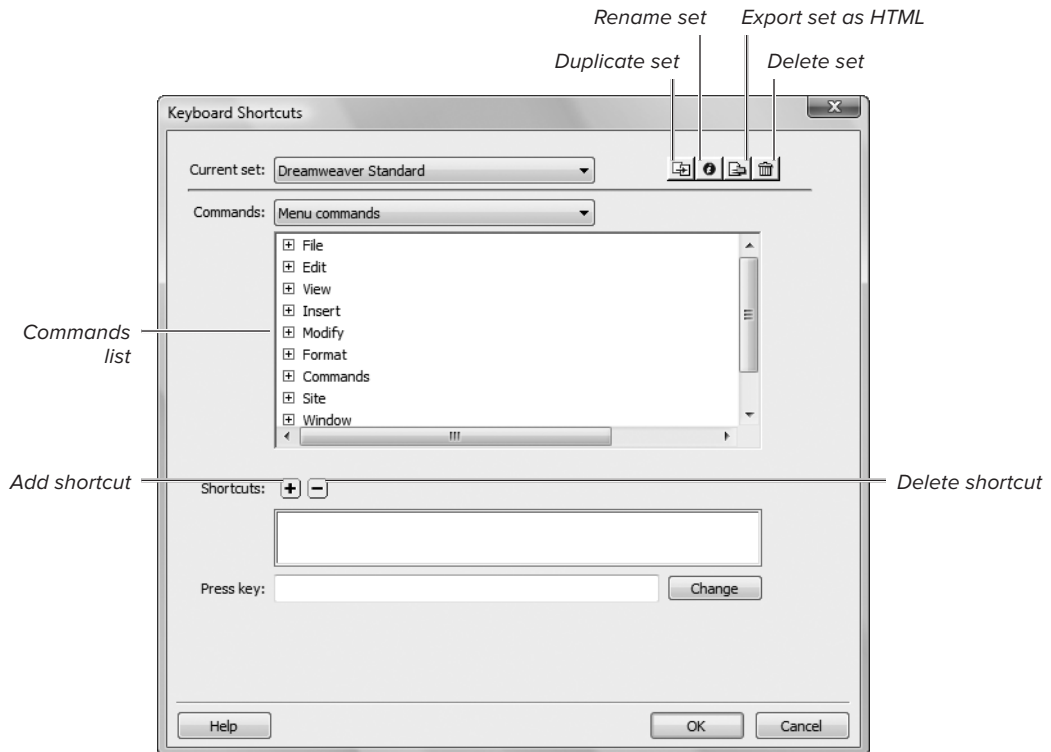 Rename set
Export set as HTML
Duplicate set
Delete set
Keyboard Shortcuts
Current set: Dreamweaver Standard
Commands: Menu commands
File
Edit
View
Insert
Modify
Format
Commands
Site
Window
Commands
list
Add shortcut
Shortcuts:
Delete shortcut
Press key:
Change
Help
OK
Cancel